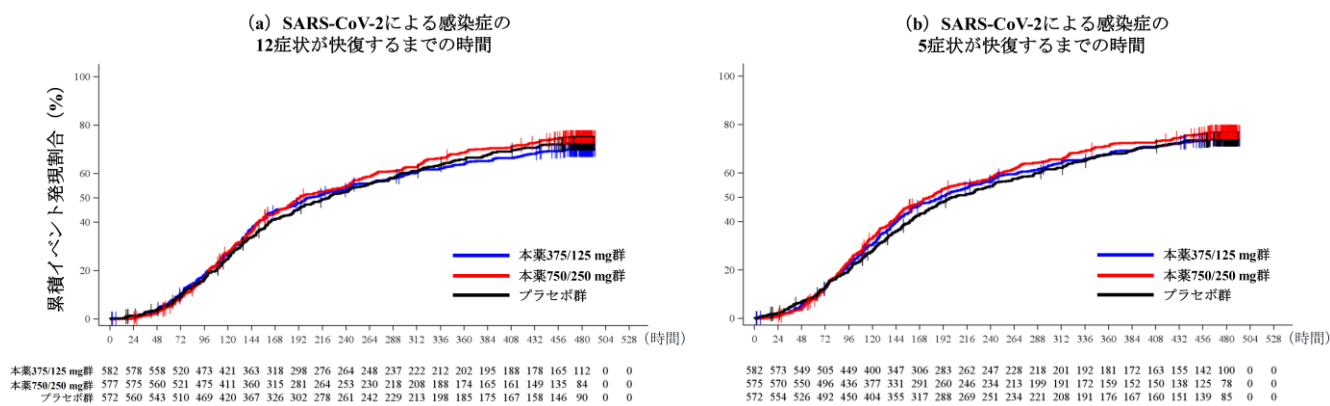 (a) SARS-CoV-2による感染症の
12症状が快復するまでの時間
累積イベント発現割合 (%)
100
80
60
40
20
0
本薬375/125 mg群
本薬750/250 mg群
プラセボ群
0 24 48 72 96 120 144 168 192 216 240 264 288 312 336 360 384 408 432 456 480 504 528 (時間)
本薬375/125 mg群 582 578 558 520 473 421 363 318 298 276 264 248 237 222 212 202 195 188 178 165 112 0 0
本薬750/250 mg群 577 575 560 521 475 411 360 315 281 264 253 230 218 208 188 174 165 161 149 135 84 0 0
プラセボ群 572 560 543 510 469 420 367 326 302 278 261 242 229 213 198 185 175 167 158 146 90 0 0
(b) SARS-CoV-2による感染症の
5症状が快復するまでの時間
100
80
60
40
20
0
本薬375/125 mg群
本薬750/250 mg群
プラセボ群
0 24 48 72 96 120 144 168 192 216 240 264 288 312 336 360 384 408 432 456 480 504 528 (時間)
582 573 549 505 449 400 347 306 283 262 247 228 218 201 192 181 172 163 155 142 100 0 0
575 570 550 496 436 377 331 291 260 246 234 213 199 191 172 159 152 150 138 125 78 0 0
572 554 526 492 450 404 355 317 288 269 251 234 221 208 191 176 167 161 151 139 85 0 0